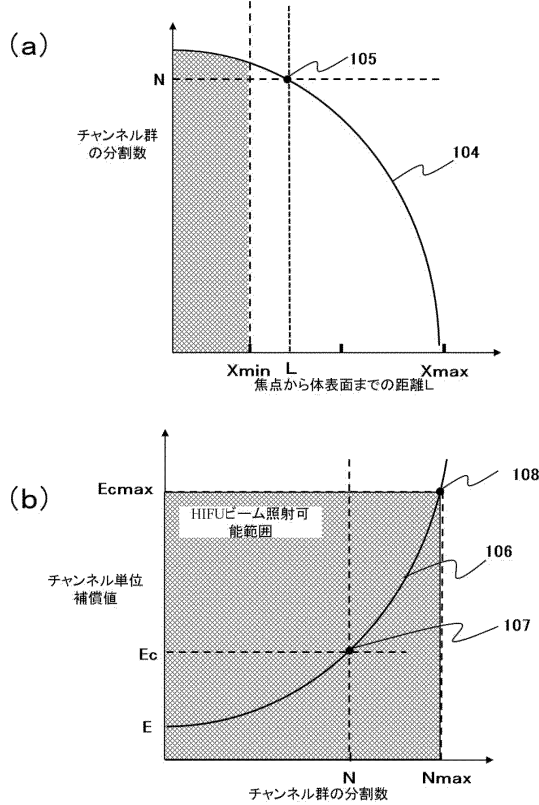 (a)
105
N
チャンネル群
の分割数
104
Xmin
L
Xmax
焦点から体表面までの距離L
(b)
Ecmax
108
HIFUビーム照射可
能範囲
106
チャンネル単位
補償値
107
Ec
E
N
Nmax
チャンネル群の分割数